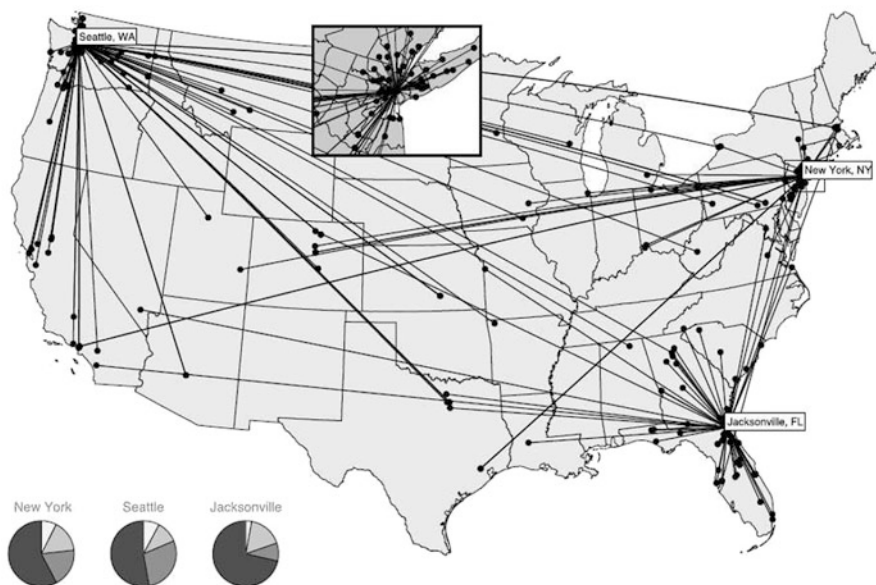 Seattle, WA
New York, NY
Jacksonville, FL
New York
Seattle
Jacksonville